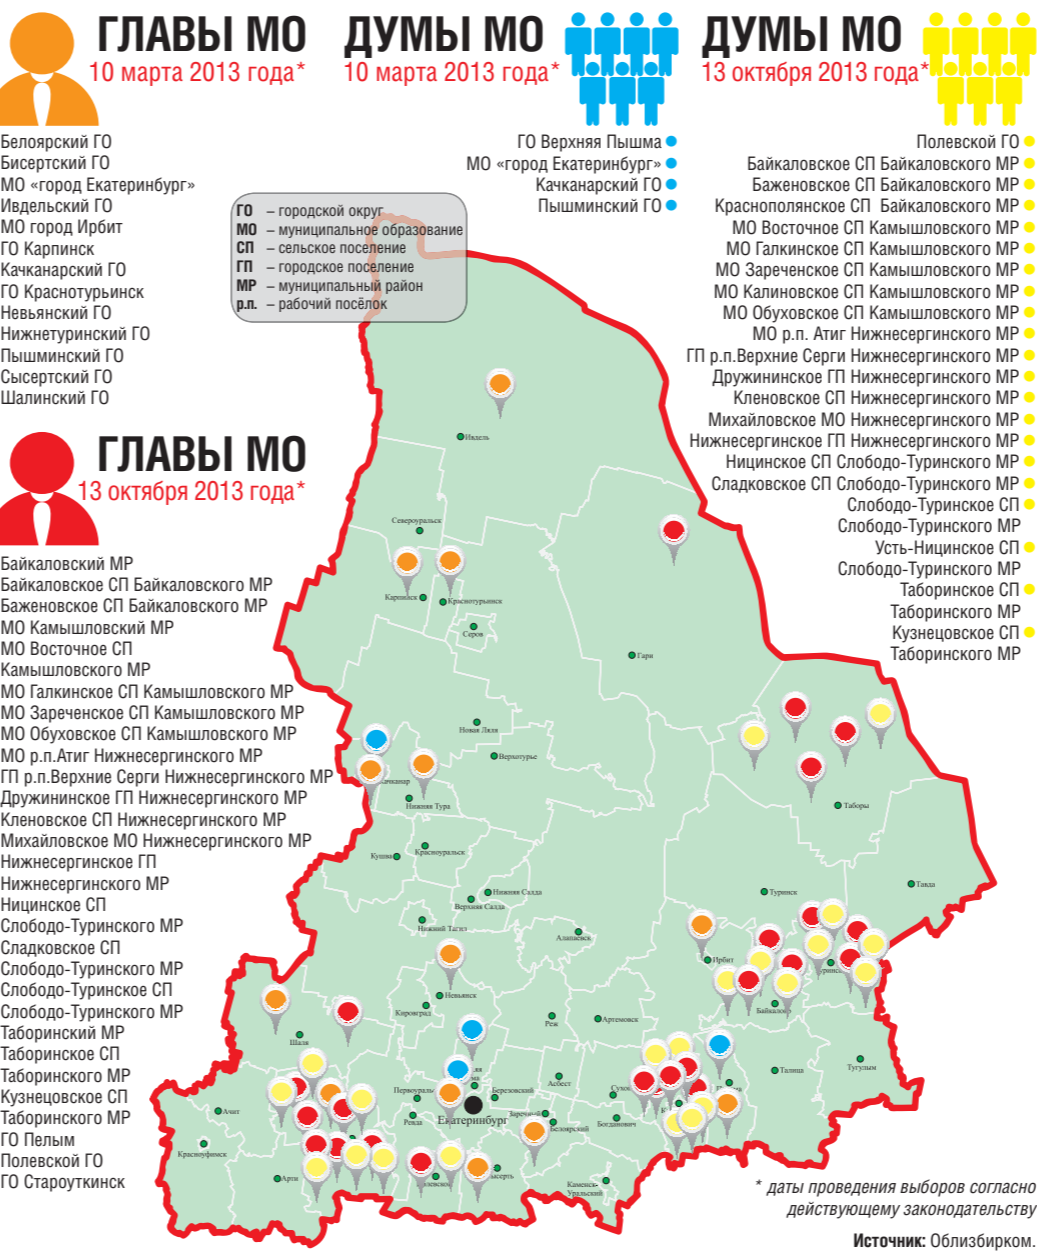 ГЛАВЫ МО
10 марта 2013 года*
Белоярский ГО
Бисертский ГО
МО «город Екатеринбург»
Ивдельский ГО
МО город Ирбит
ГО Карпинск
Качканарский ГО
ГО Краснотурьинск
Невьянский ГО
Нижнетуринский ГО
Пышминский ГО
Сысертский ГО
Шалинский ГО
ДУМЫ МО
10 марта 2013 года*
ГО Верхняя Пышма
МО «город Екатеринбург»
Качканарский ГО
Пышминский ГО
ДУМЫ МО
13 октября 2013 года*
Полевской ГО
Байкаловское СП Байкаловского МР
Баженовское СП Байкаловского МР
Краснополянское СП Байкаловского МР
МО Восточное СП Камышловского МР
МО Галкинское СП Камышловского МР
МО Зареченское СП Камышловского МР
МО Калиновское СП Камышловского МР
МО Обуховское СП Камышловского МР
МО р.п. Атиг Нижнесергинского МР
ГП р.п.Верхние Серги Нижнесергинского МР
Дружининское ГП Нижнесергинского МР
Кленовское СП Нижнесергинского МР
Михайловское МО Нижнесергинского МР
Нижнесергинское ГП Нижнесергинского МР
Ницинское СП Слободо-Туринского МР
Сладковское СП Слободо-Туринского МР
Слободо-Туринское СП
Слободо-Туринского МР
Усть-Ницинское СП
Слободо-Туринского МР
Таборинское СП
Таборинского МР
Кузнецовское СП
Таборинского МР
ГО – городской округ
МО – муниципальное образование
СП – сельское поселение
ГП – городское поселение
МР – муниципальный район
р.п. – рабочий посёлок
ГЛАВЫ МО
13 октября 2013 года*
Байкаловский МР
Байкаловское СП Байкаловского МР
Баженовское СП Байкаловского МР
МО Камышловский МР
МО Восточное СП
Камышловского МР
МО Галкинское СП Камышловского МР
МО Зареченское СП Камышловского МР
МО Обуховское СП Камышловского МР
МО р.п.Атиг Нижнесергинского МР
ГП р.п.Верхние Серги Нижнесергинского МР
Дружининское ГП Нижнесергинского МР
Кленовское СП Нижнесергинского МР
Михайловское МО Нижнесергинского МР
Нижнесергинское ГП
Нижнесергинского МР
Ницинское СП
Слободо-Туринского МР
Сладковское СП
Слободо-Туринского МР
Слободо-Туринское СП
Слободо-Туринского МР
Таборинский МР
Таборинское СП
Таборинского МР
Кузнецовское СП
Таборинского МР
ГО Пелым
Полевской ГО
ГО Староуткинск
Ивдель
Североуральск
Карпинск
Краснотурьинск
Серов
Гари
Новая Ляля
Верхотурье
Нижняя Тура
Таборы
Кушва
Красноуральск
Нижняя Салда
Верхняя Салда
Туринск
Тавда
Нижний Тагил
Алапаевск
Ирбит
Невьянск
Кировград
Реж
Артемовск
Байкалово
Шаля
Тугулым
Талица
Асбест
Березовский
Ачит
Ревда
Екатеринбург
Заречный
Белоярский
Богданович
Красноуфимск
Арти
Каменск-
Уральский
* даты проведения выборов согласно
действующему законодательству
Источник: Облизбирком.